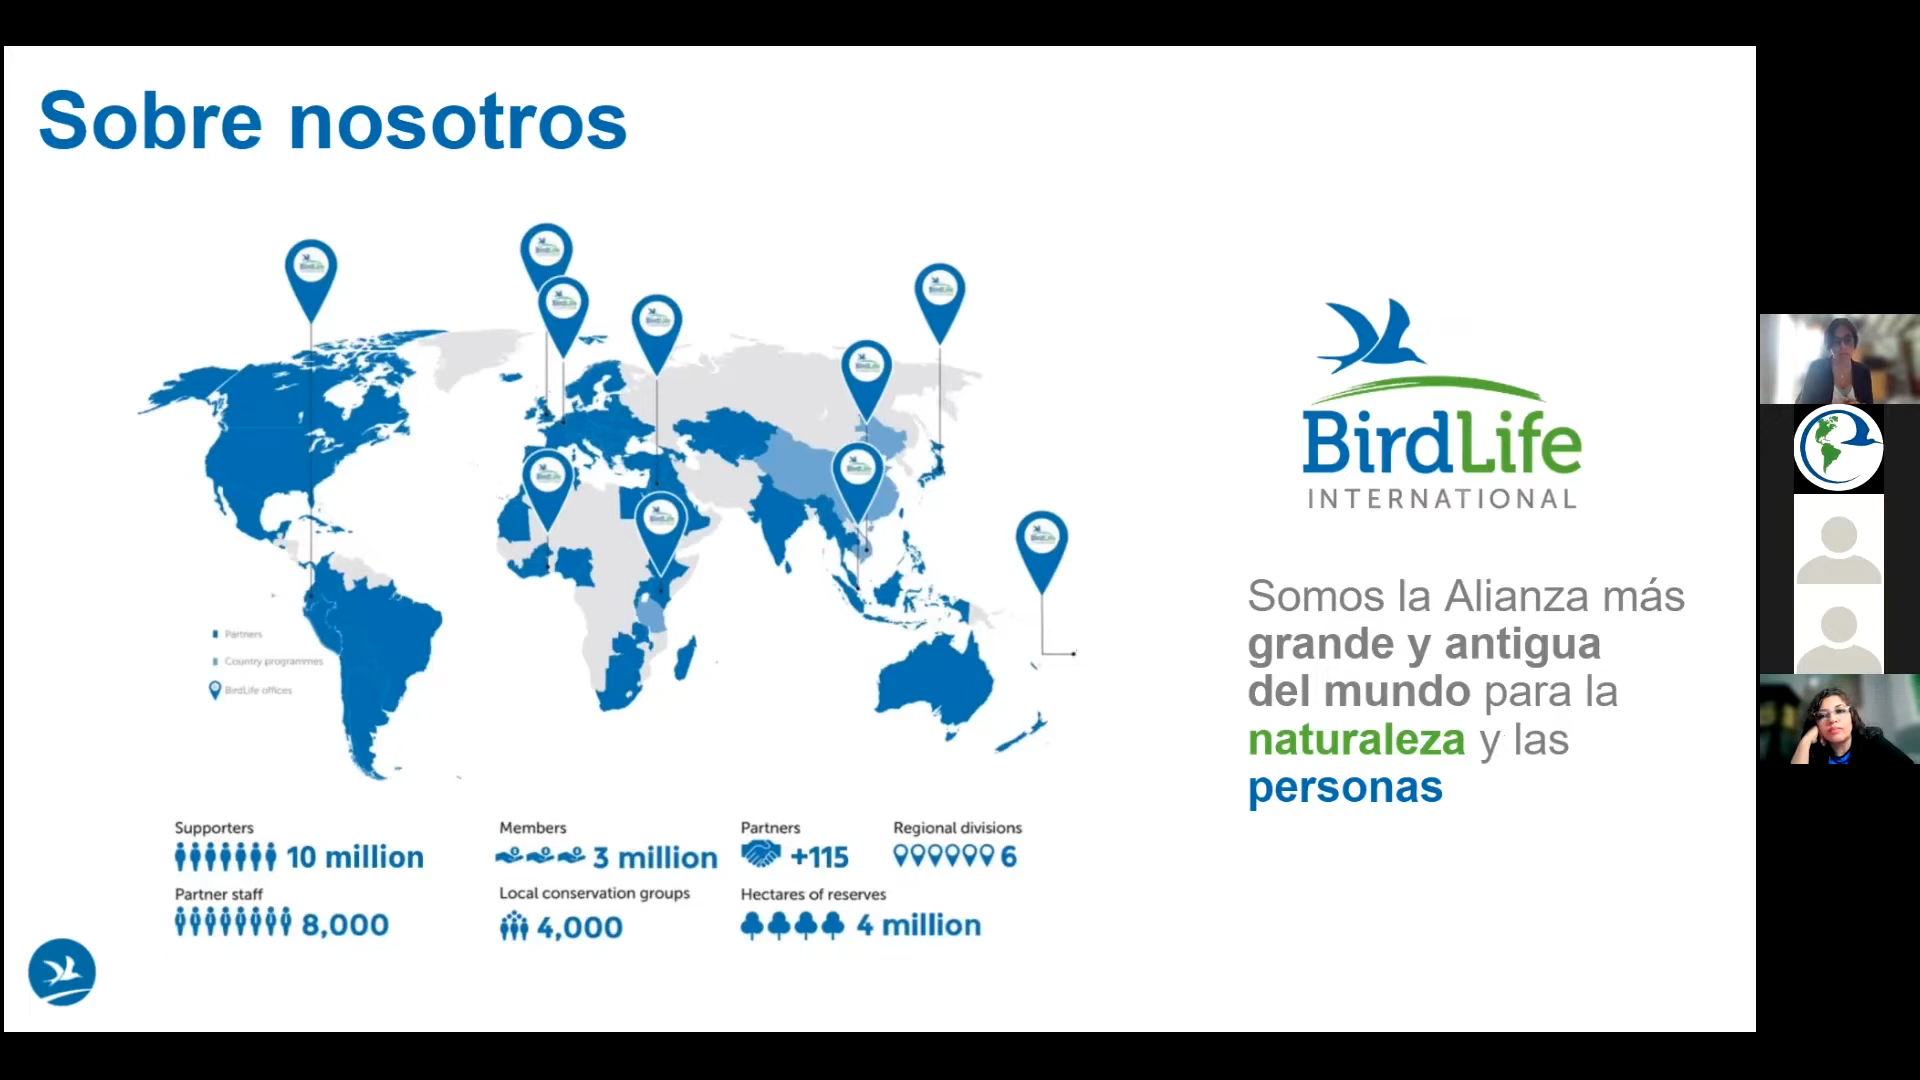 Sobre nosotros
BirdLife
INTERNATIONAL
Somos la Alianza más
grande y antigua
del mundo para la
naturaleza y las
personas
Partners
Country programmes
BirdLife offices
Supporters
10 million
Members
3 million
Partners
+115
Regional divisions
6
Partner staff
8,000
Local conservation groups
4,000
Hectares of reserves
4 million